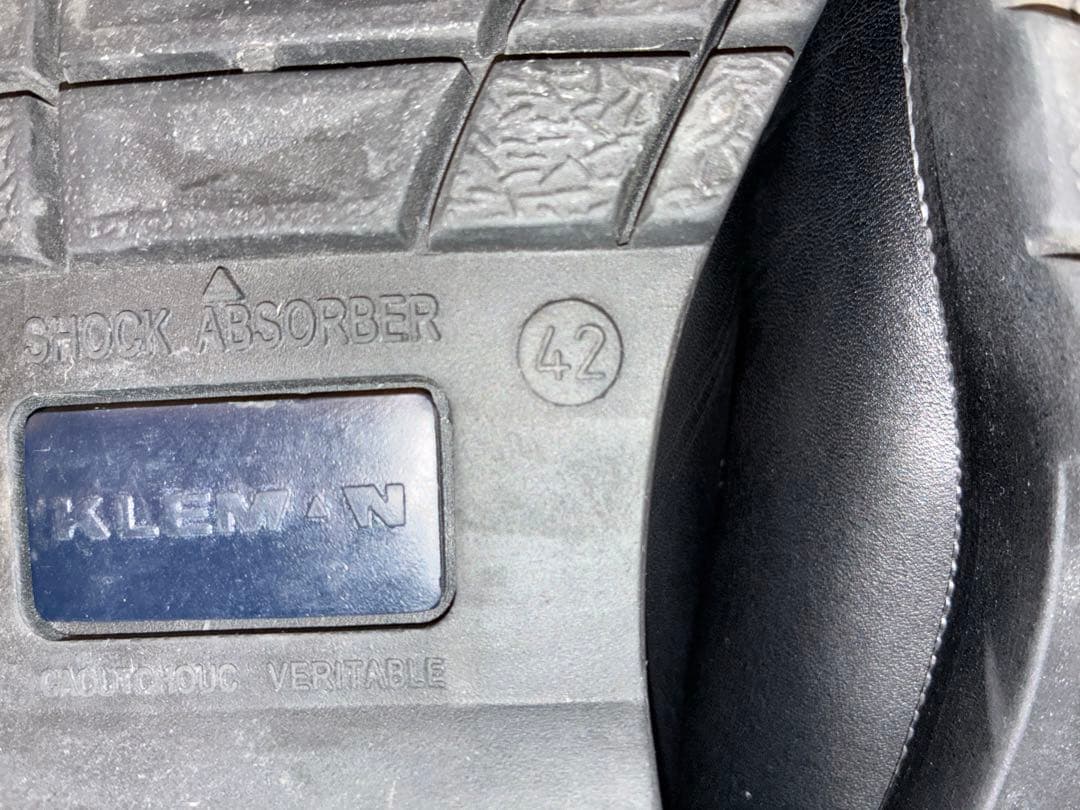 SHOCK ABSORBER
42
KLEMAN
CAOUTCHOUC VERITABLE